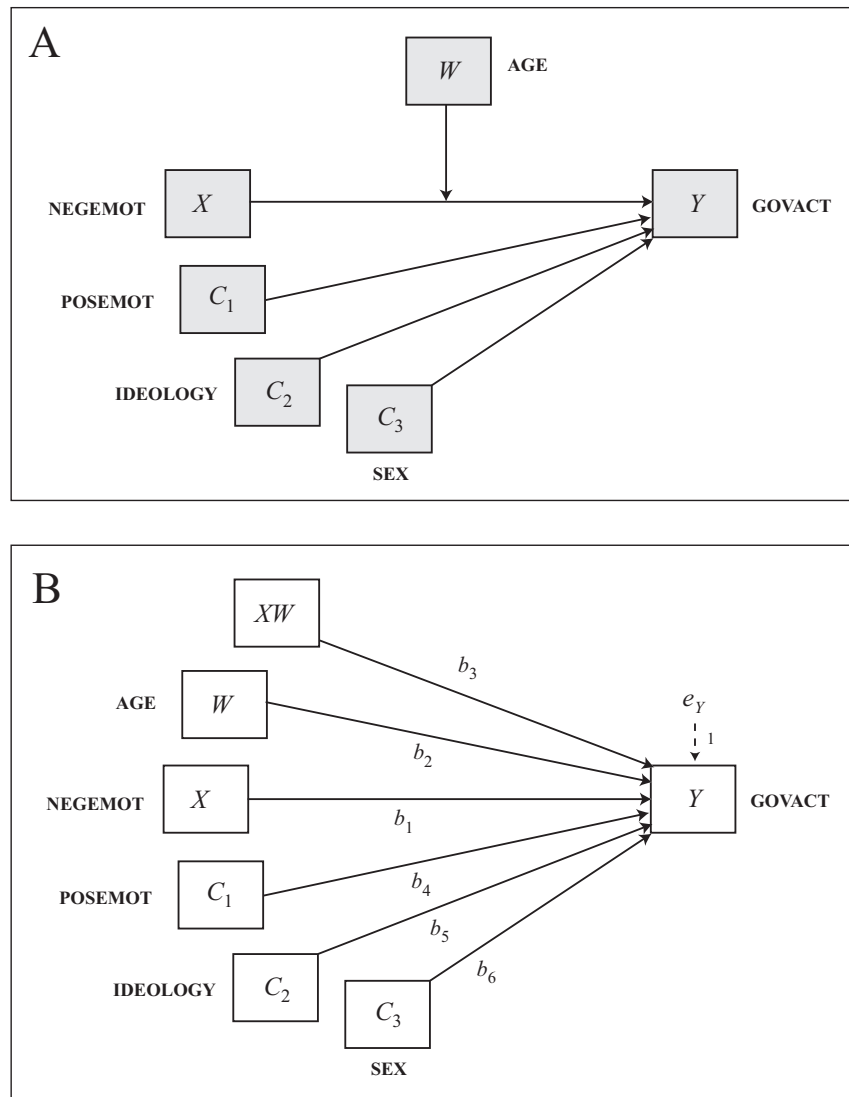 A
W AGE
NEGEMOT X Y GOVACT
POSEMOT C1
IDEOLOGY C2
C3
SEX
B
XW
b3
AGE W
eY
b2
1
NEGEMOT X Y GOVACT
b1
POSEMOT C1
b4
b5
IDEOLOGY C2
b6
C3
SEX